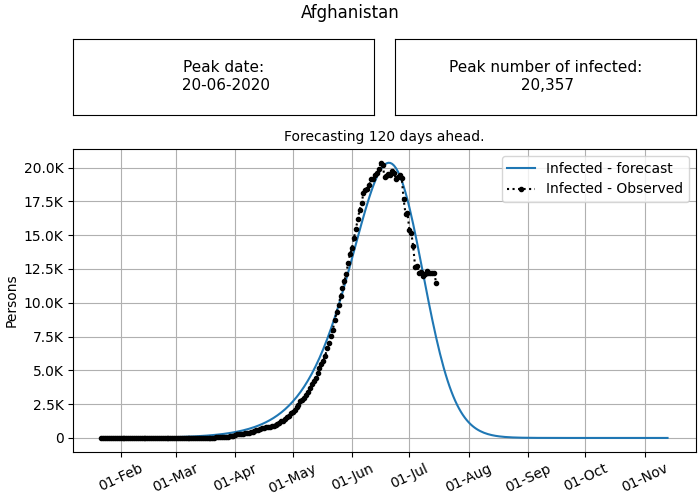 Afghanistan
Peak date:
20-06-2020
Peak number of infected:
20,357
Forecasting 120 days ahead.
Infected - forecast
Infected - Observed
Persons
20.0K
17.5K
15.0K
12.5K
10.0K
7.5K
5.0K
2.5K
0
01-Feb
01-Mar
01-Apr
01-May
01-Jun
01-Jul
01-Aug
01-Sep
01-Oct
01-Nov